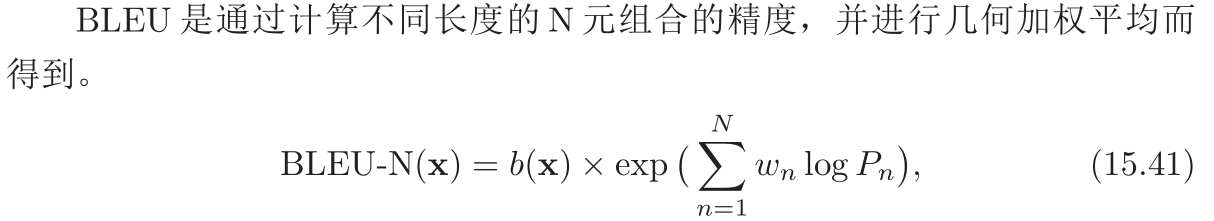 BLEU 是通过计算不同长度的 N 元组合的精度，并进行几何加权平均而
得到。
BLEU-N(x) = b(x) × exp ( ∑_{n=1}^{N} w_n log P_n ), (15.41)